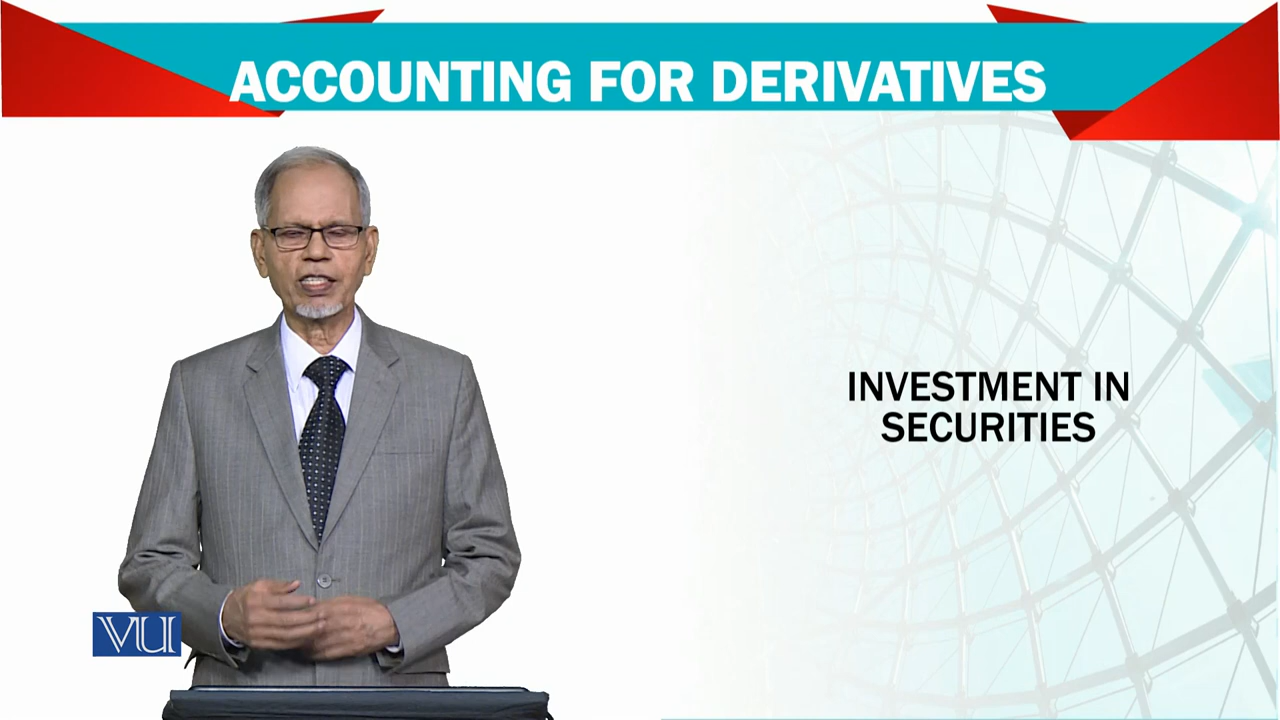 ACCOUNTING FOR DERIVATIVES
INVESTMENT IN
SECURITIES
VU